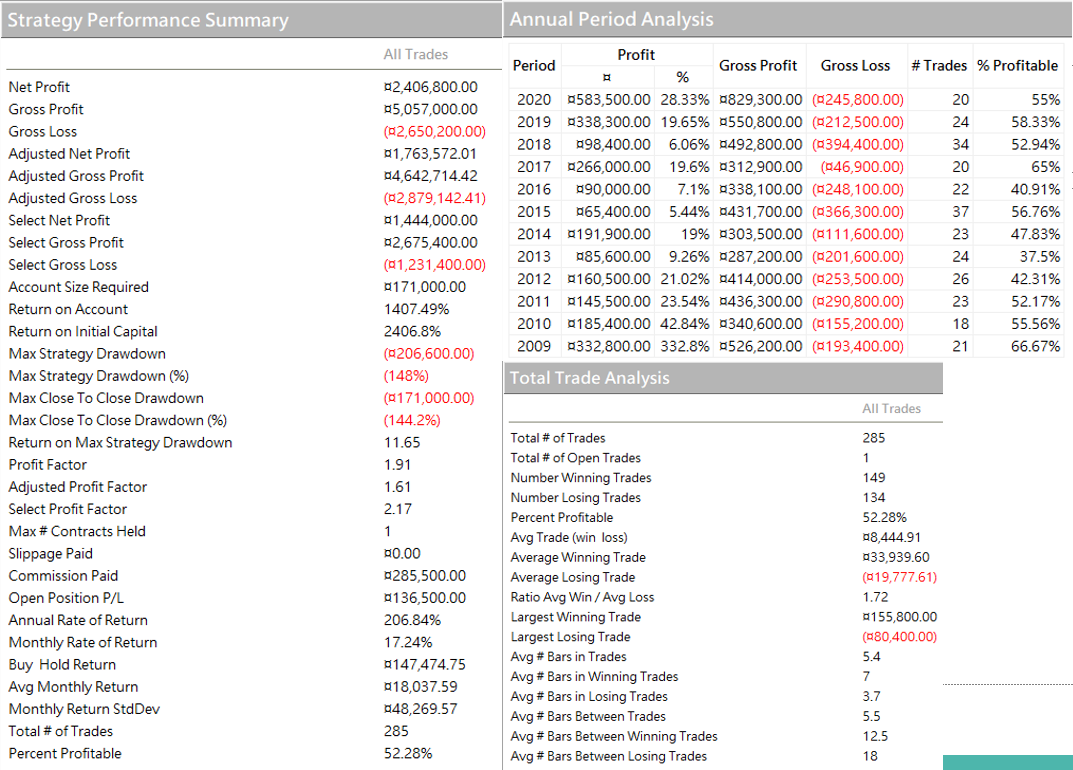 Strategy Performance Summary
All Trades
Net Profit ¤2,406,800.00
Gross Profit ¤5,057,000.00
Gross Loss (¤2,650,200.00)
Adjusted Net Profit ¤1,763,572.01
Adjusted Gross Profit ¤4,642,714.42
Adjusted Gross Loss (¤2,879,142.41)
Select Net Profit ¤1,444,000.00
Select Gross Profit ¤2,675,400.00
Select Gross Loss (¤1,231,400.00)
Account Size Required ¤171,000.00
Return on Account 1407.49%
Return on Initial Capital 2406.8%
Max Strategy Drawdown (¤206,600.00)
Max Strategy Drawdown (%) (148%)
Max Close To Close Drawdown (¤171,000.00)
Max Close To Close Drawdown (%) (144.2%)
Return on Max Strategy Drawdown 11.65
Profit Factor 1.91
Adjusted Profit Factor 1.61
Select Profit Factor 2.17
Max # Contracts Held 1
Slippage Paid ¤0.00
Commission Paid ¤285,500.00
Open Position P/L ¤136,500.00
Annual Rate of Return 206.84%
Monthly Rate of Return 17.24%
Buy Hold Return ¤147,474.75
Avg Monthly Return ¤18,037.59
Monthly Return StdDev ¤48,269.57
Total # of Trades 285
Percent Profitable 52.28%
Annual Period Analysis
Period Profit Gross Profit Gross Loss # Trades % Profitable
¤ %
2020 ¤583,500.00 28.33% ¤829,300.00 (¤245,800.00) 20 55%
2019 ¤338,300.00 19.65% ¤550,800.00 (¤212,500.00) 24 58.33%
2018 ¤98,400.00 6.06% ¤492,800.00 (¤394,400.00) 34 52.94%
2017 ¤266,000.00 19.6% ¤312,900.00 (¤46,900.00) 20 65%
2016 ¤90,000.00 7.1% ¤338,100.00 (¤248,100.00) 22 40.91%
2015 ¤65,400.00 5.44% ¤431,700.00 (¤366,300.00) 37 56.76%
2014 ¤191,900.00 19% ¤303,500.00 (¤111,600.00) 23 47.83%
2013 ¤85,600.00 9.26% ¤287,200.00 (¤201,600.00) 24 37.5%
2012 ¤160,500.00 21.02% ¤414,000.00 (¤253,500.00) 26 42.31%
2011 ¤145,500.00 23.54% ¤436,300.00 (¤290,800.00) 23 52.17%
2010 ¤185,400.00 42.84% ¤340,600.00 (¤155,200.00) 18 55.56%
2009 ¤332,800.00 332.8% ¤526,200.00 (¤193,400.00) 21 66.67%
Total Trade Analysis
All Trades
Total # of Trades 285
Total # of Open Trades 1
Number Winning Trades 149
Number Losing Trades 134
Percent Profitable 52.28%
Avg Trade (win loss) ¤8,444.91
Average Winning Trade ¤33,939.60
Average Losing Trade (¤19,777.61)
Ratio Avg Win / Avg Loss 1.72
Largest Winning Trade ¤155,800.00
Largest Losing Trade (¤80,400.00)
Avg # Bars in Trades 5.4
Avg # Bars in Winning Trades 7
Avg # Bars in Losing Trades 3.7
Avg # Bars Between Trades 5.5
Avg # Bars Between Winning Trades 12.5
Avg # Bars Between Losing Trades 18